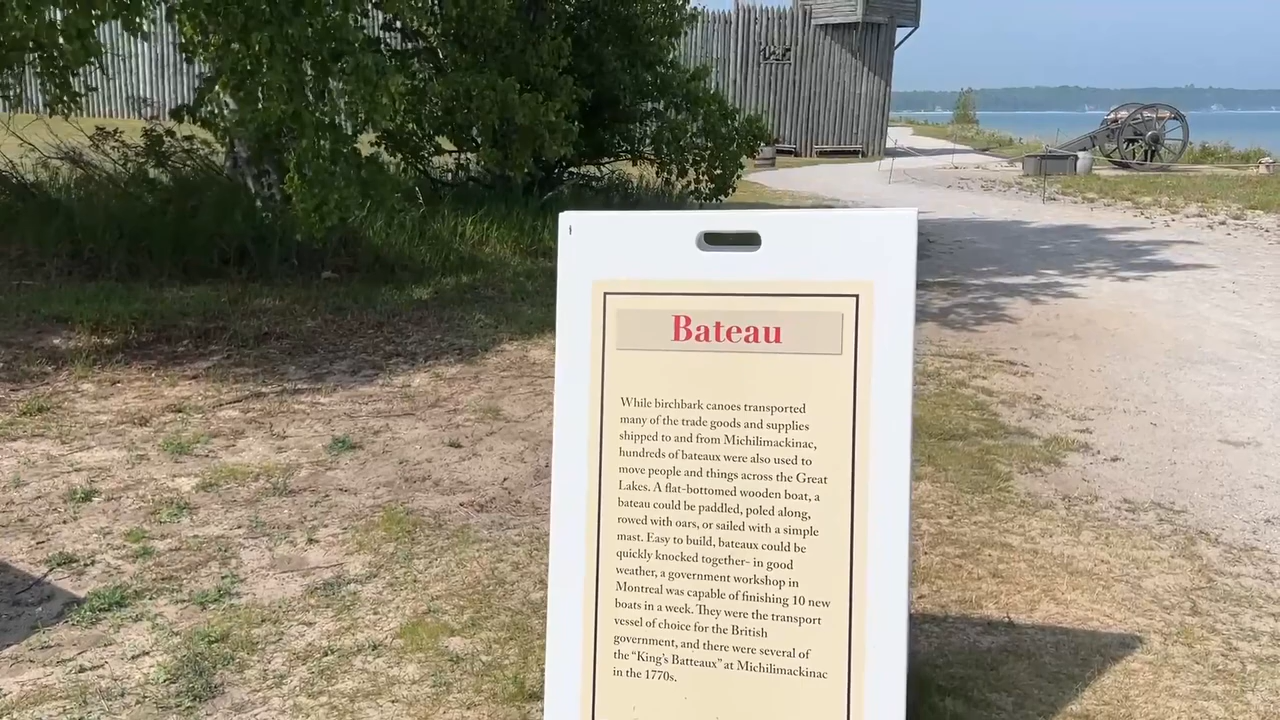 Bateau
While birchbark canoes transported
many of the trade goods and supplies
shipped to and from Michilimackinac,
hundreds of bateaux were also used to
move people and things across the Great
Lakes. A flat-bottomed wooden boat, a
bateau could be paddled, poled along,
rowed with oars, or sailed with a simple
mast. Easy to build, bateaux could be
quickly knocked together- in good
weather, a government workshop in
Montreal was capable of finishing 10 new
boats in a week. They were the transport
vessel of choice for the British
government, and there were several of
the "King's Batteaux" at Michilimackinac
in the 1770s.